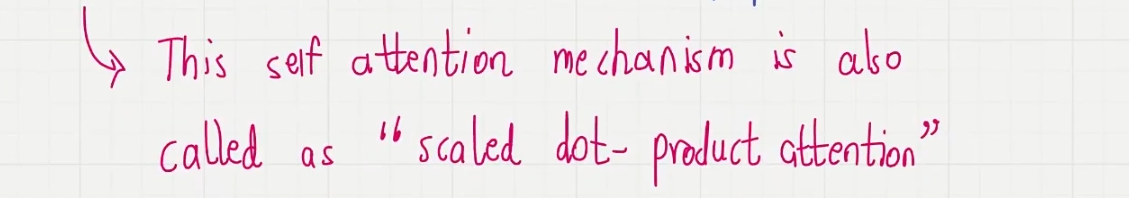 This self attention mechanism is also
called as "scaled dot-product attention"